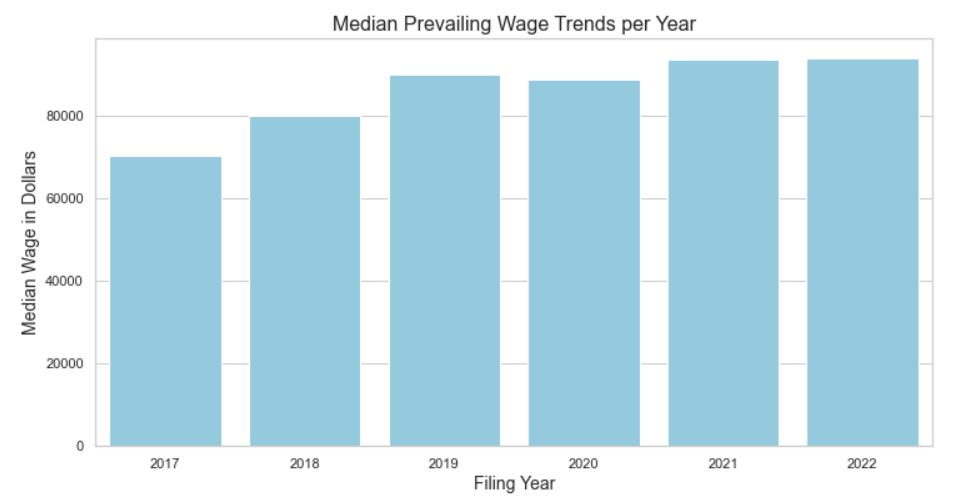 Median Prevailing Wage Trends per Year
Median Wage in Dollars
80000
60000
40000
20000
0
2017 2018 2019 2020 2021 2022
Filing Year